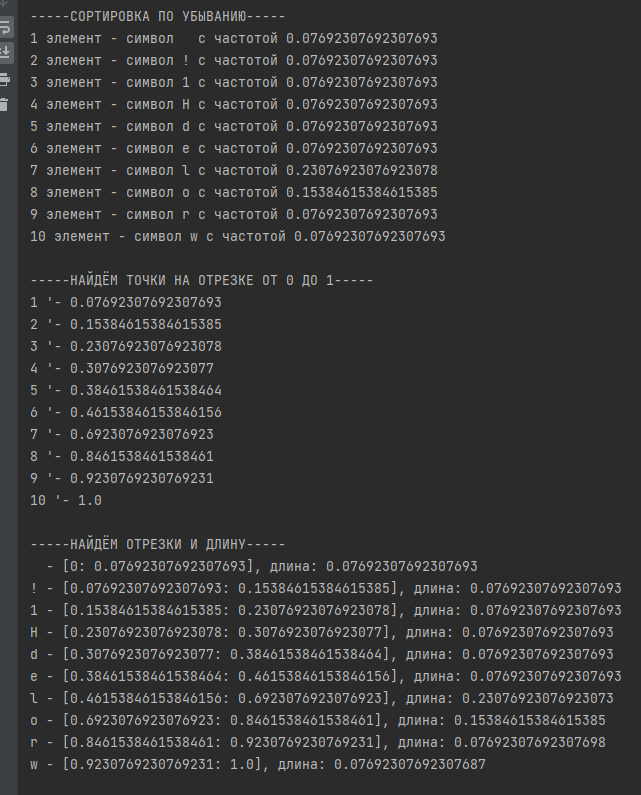 -----СОРТИРОВКА ПО УБЫВАНИЮ-----
1 элемент - символ   с частотой 0.07692307692307693
2 элемент - символ ! с частотой 0.07692307692307693
3 элемент - символ 1 с частотой 0.07692307692307693
4 элемент - символ H с частотой 0.07692307692307693
5 элемент - символ d с частотой 0.07692307692307693
6 элемент - символ e с частотой 0.07692307692307693
7 элемент - символ l с частотой 0.23076923076923078
8 элемент - символ o с частотой 0.15384615384615385
9 элемент - символ r с частотой 0.07692307692307693
10 элемент - символ w с частотой 0.07692307692307693
-----НАЙДЁМ ТОЧКИ НА ОТРЕЗКЕ ОТ 0 ДО 1-----
1 '- 0.07692307692307693
2 '- 0.15384615384615385
3 '- 0.23076923076923078
4 '- 0.3076923076923077
5 '- 0.38461538461538464
6 '- 0.46153846153846156
7 '- 0.6923076923076923
8 '- 0.8461538461538461
9 '- 0.9230769230769231
10 '- 1.0
-----НАЙДЁМ ОТРЕЗКИ И ДЛИНУ-----
  - [0: 0.07692307692307693], длина: 0.07692307692307693
! - [0.07692307692307693: 0.15384615384615385], длина: 0.07692307692307693
1 - [0.15384615384615385: 0.23076923076923078], длина: 0.07692307692307693
H - [0.23076923076923078: 0.3076923076923077], длина: 0.07692307692307693
d - [0.3076923076923077: 0.38461538461538464], длина: 0.07692307692307693
e - [0.38461538461538464: 0.46153846153846156], длина: 0.07692307692307693
l - [0.46153846153846156: 0.6923076923076923], длина: 0.23076923076923073
o - [0.6923076923076923: 0.8461538461538461], длина: 0.15384615384615385
r - [0.8461538461538461: 0.9230769230769231], длина: 0.07692307692307698
w - [0.9230769230769231: 1.0], длина: 0.07692307692307687